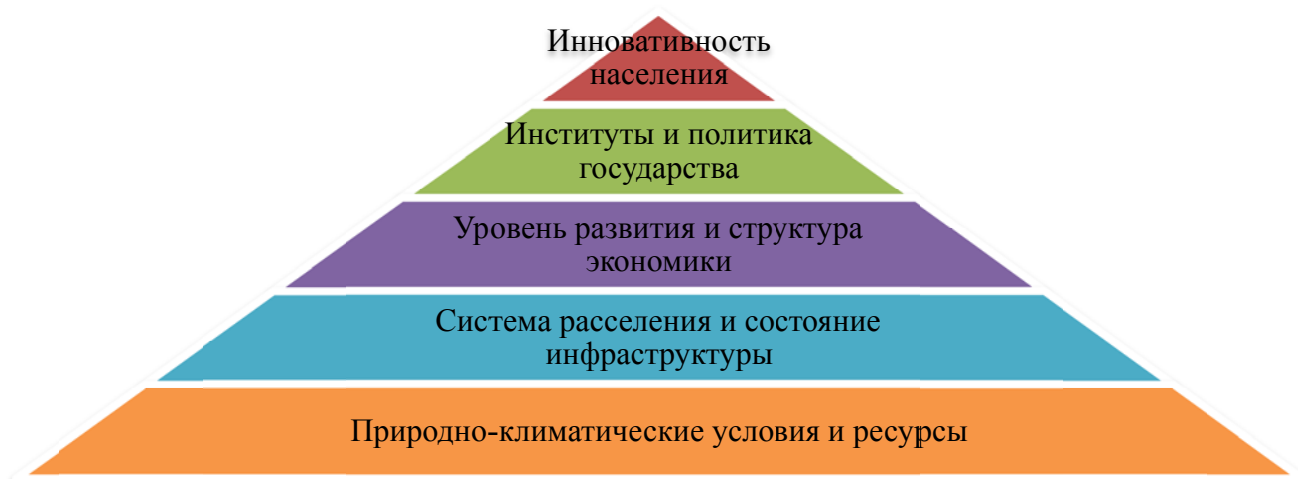 Инновативность
населения
Институты и политика
государства
Уровень развития и структура
экономики
Система расселения и состояние
инфраструктуры
Природно-климатические условия и ресурсы